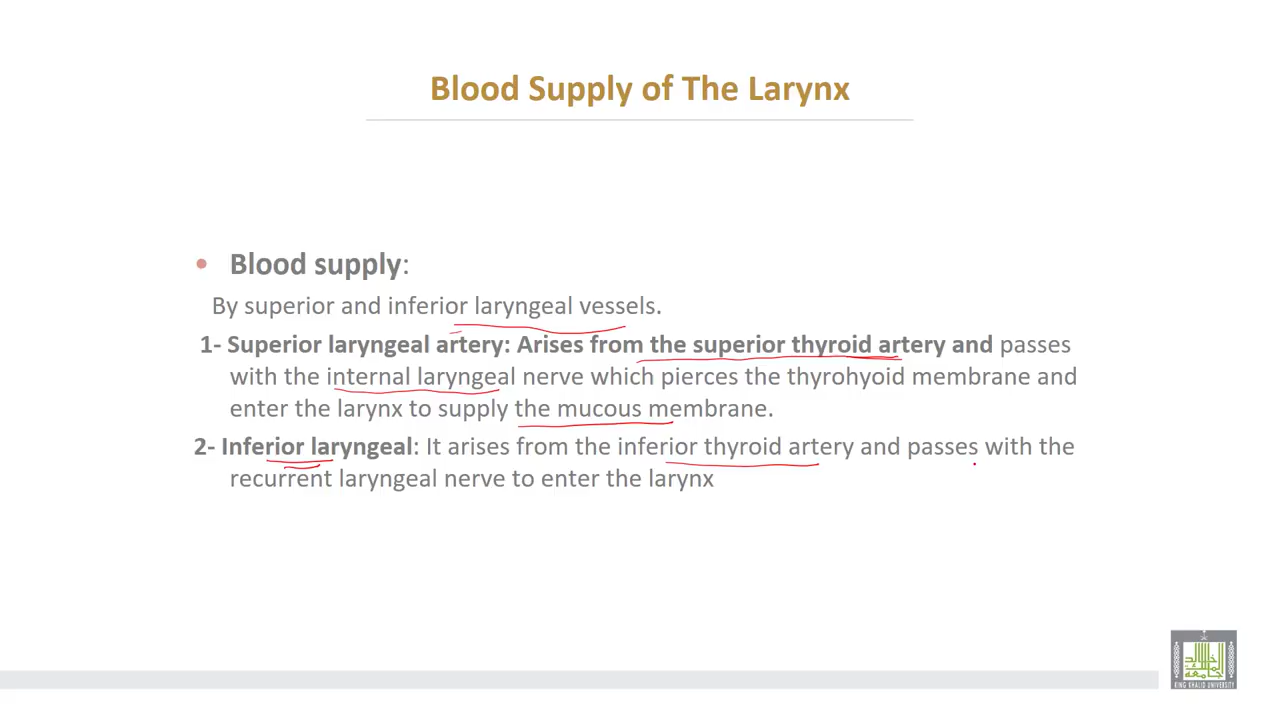 Blood Supply of The Larynx
• Blood supply:
By superior and inferior laryngeal vessels.
1- Superior laryngeal artery: Arises from the superior thyroid artery and passes
with the internal laryngeal nerve which pierces the thyrohyoid membrane and
enter the larynx to supply the mucous membrane.
2- Inferior laryngeal: It arises from the inferior thyroid artery and passes with the
recurrent laryngeal nerve to enter the larynx
KING KHALID UNIVERSITY